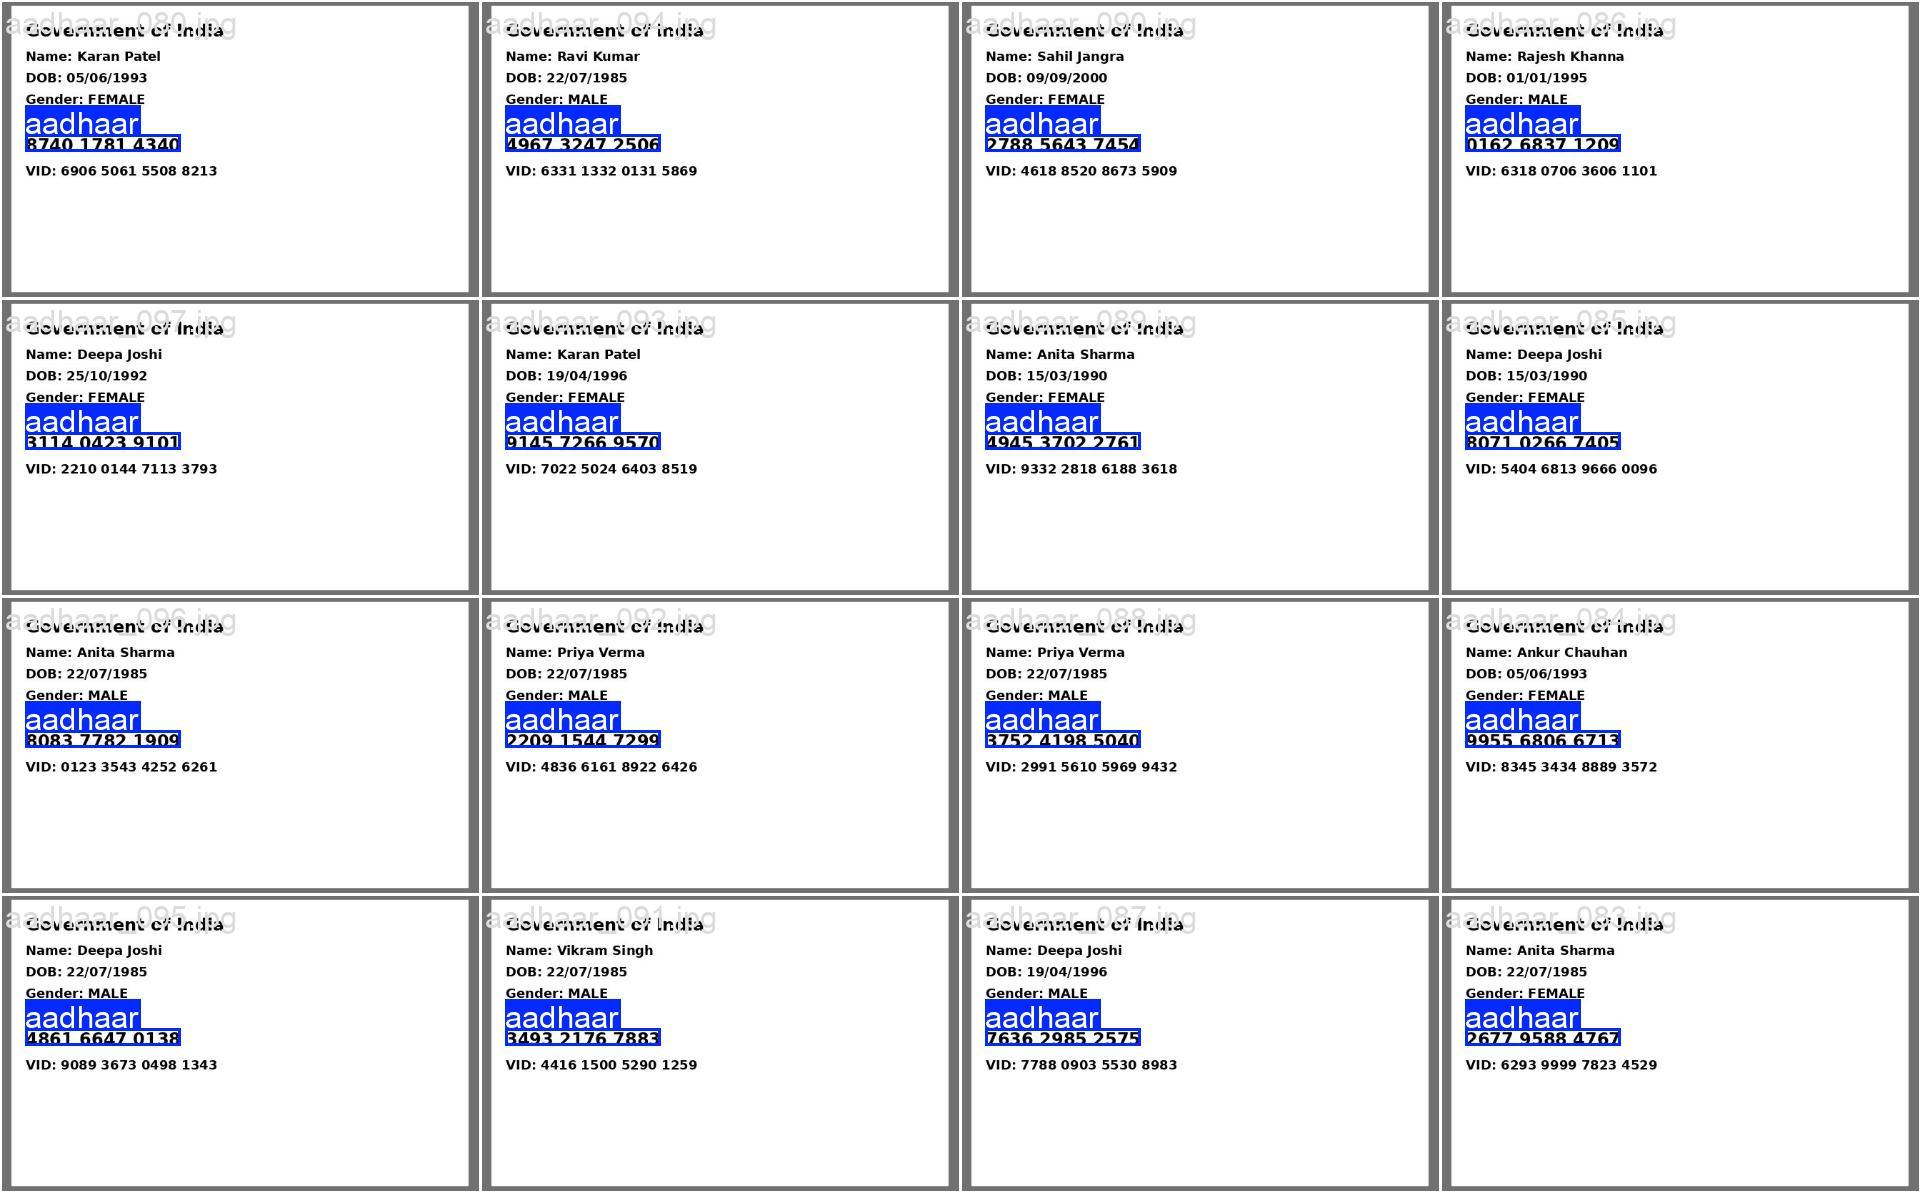 aadhaar_080.jpg
Government of India
Name: Karan Patel
DOB: 05/06/1993
Gender: FEMALE
aadhaar
8740 1781 4340
VID: 6906 5061 5508 8213
aadhaar_094.jpg
Government of India
Name: Ravi Kumar
DOB: 22/07/1985
Gender: MALE
aadhaar
4967 3247 2506
VID: 6331 1332 0131 5869
aadhaar_090.jpg
Government of India
Name: Sahil Jangra
DOB: 09/09/2000
Gender: FEMALE
aadhaar
2788 5643 7454
VID: 4618 8520 8673 5909
aadhaar_086.jpg
Government of India
Name: Rajesh Khanna
DOB: 01/01/1995
Gender: MALE
aadhaar
0162 6837 1209
VID: 6318 0706 3606 1101
aadhaar_097.jpg
Government of India
Name: Deepa Joshi
DOB: 25/10/1992
Gender: FEMALE
aadhaar
3114 0423 9101
VID: 2210 0144 7113 3793
aadhaar_093.jpg
Government of India
Name: Karan Patel
DOB: 19/04/1996
Gender: FEMALE
aadhaar
9145 7266 9570
VID: 7022 5024 6403 8519
aadhaar_089.jpg
Government of India
Name: Anita Sharma
DOB: 15/03/1990
Gender: FEMALE
aadhaar
4945 3702 2761
VID: 9332 2818 6188 3618
aadhaar_085.jpg
Government of India
Name: Deepa Joshi
DOB: 15/03/1990
Gender: FEMALE
aadhaar
8071 0266 7405
VID: 5404 6813 9666 0096
aadhaar_096.jpg
Government of India
Name: Anita Sharma
DOB: 22/07/1985
Gender: MALE
aadhaar
8083 7782 1909
VID: 0123 3543 4252 6261
aadhaar_092.jpg
Government of India
Name: Priya Verma
DOB: 22/07/1985
Gender: MALE
aadhaar
2209 1544 7299
VID: 4836 6161 8922 6426
aadhaar_088.jpg
Government of India
Name: Priya Verma
DOB: 22/07/1985
Gender: MALE
aadhaar
3752 4198 5040
VID: 2991 5610 5969 9432
aadhaar_084.jpg
Government of India
Name: Ankur Chauhan
DOB: 05/06/1993
Gender: FEMALE
aadhaar
9955 6806 6713
VID: 8345 3434 8889 3572
aadhaar_095.jpg
Government of India
Name: Deepa Joshi
DOB: 22/07/1985
Gender: MALE
aadhaar
4861 6647 0138
VID: 9089 3673 0498 1343
aadhaar_091.jpg
Government of India
Name: Vikram Singh
DOB: 22/07/1985
Gender: MALE
aadhaar
3493 2176 7883
VID: 4416 1500 5290 1259
aadhaar_087.jpg
Government of India
Name: Deepa Joshi
DOB: 19/04/1996
Gender: MALE
aadhaar
7636 2985 2575
VID: 7788 0903 5530 8983
aadhaar_083.jpg
Government of India
Name: Anita Sharma
DOB: 22/07/1985
Gender: FEMALE
aadhaar
2677 9588 4767
VID: 6293 9999 7823 4529